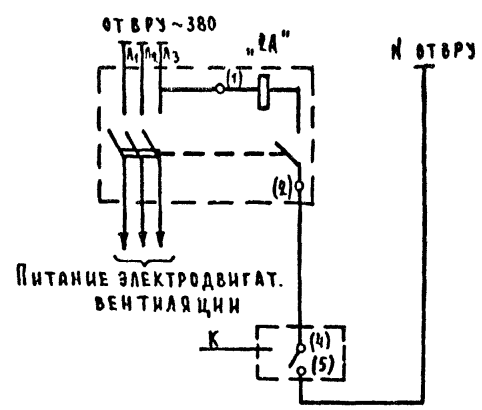 ОТ ВРУ ~380
Л1 Л2 Л3
„2А"
N ОТ ВРУ
(1)
(2)
ПИТАНИЕ ЭЛЕКТРОДВИГАТ.
ВЕНТИЛЯЦИИ
К
(4)
(5)